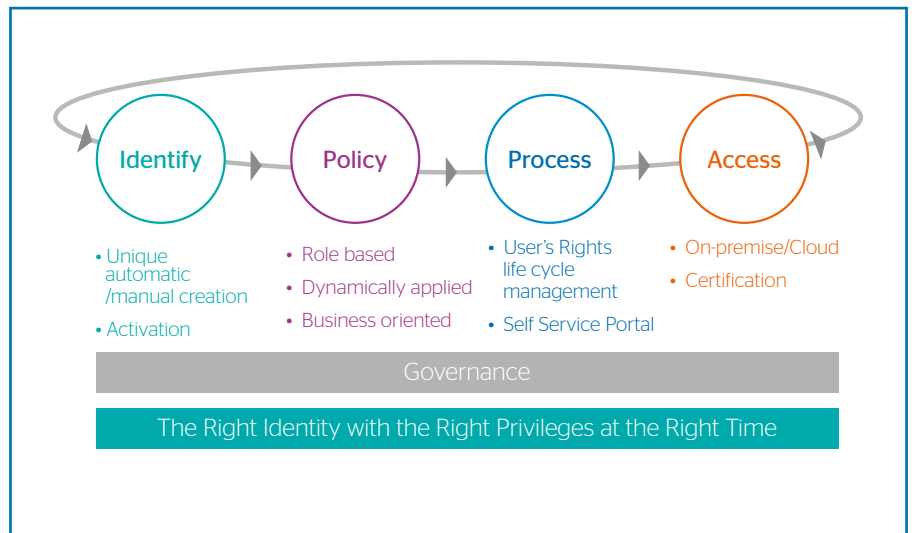 Identify
Policy
Process
Access
• Unique
automatic
/manual creation
• Activation
• Role based
• Dynamically applied
• Business oriented
• User's Rights
life cycle
management
• Self Service Portal
• On-premise/Cloud
• Certification
Governance
The Right Identity with the Right Privileges at the Right Time